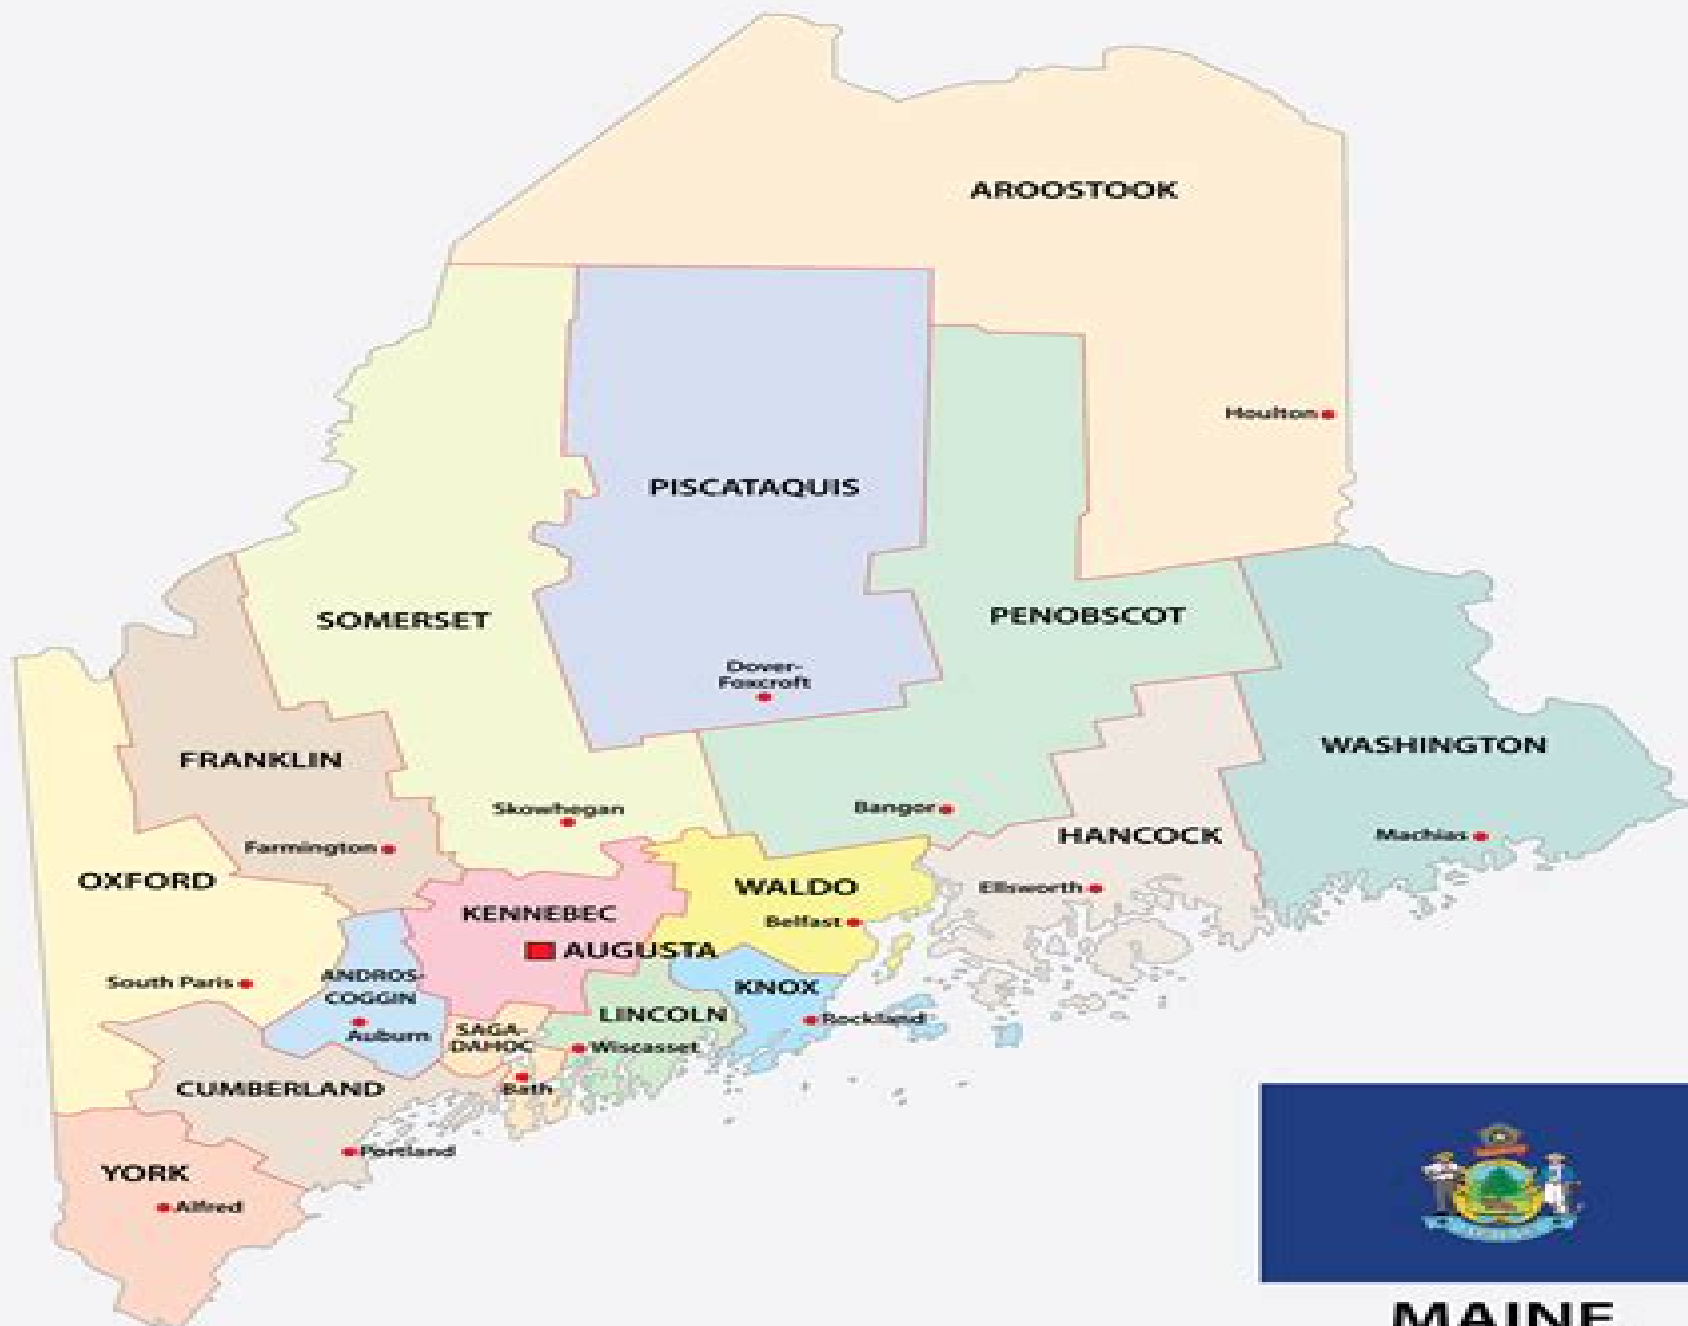 AROOSTOOK
Houlton
PISCATAQUIS
SOMERSET
PENOBSCOT
Dover-
Foxcroft
FRANKLIN
WASHINGTON
Skowhegan
Bangor
HANCOCK
Machias
Farmington
OXFORD
WALDO
Ellsworth
KENNEBEC
Belfast
AUGUSTA
ANDROS-
COGGIN
South Paris
KNOX
LINCOLN
Rockland
Auburn
SAGA-
DAHOC
Wiscasset
CUMBERLAND
Bath
Portland
YORK
Alfred
MAINE